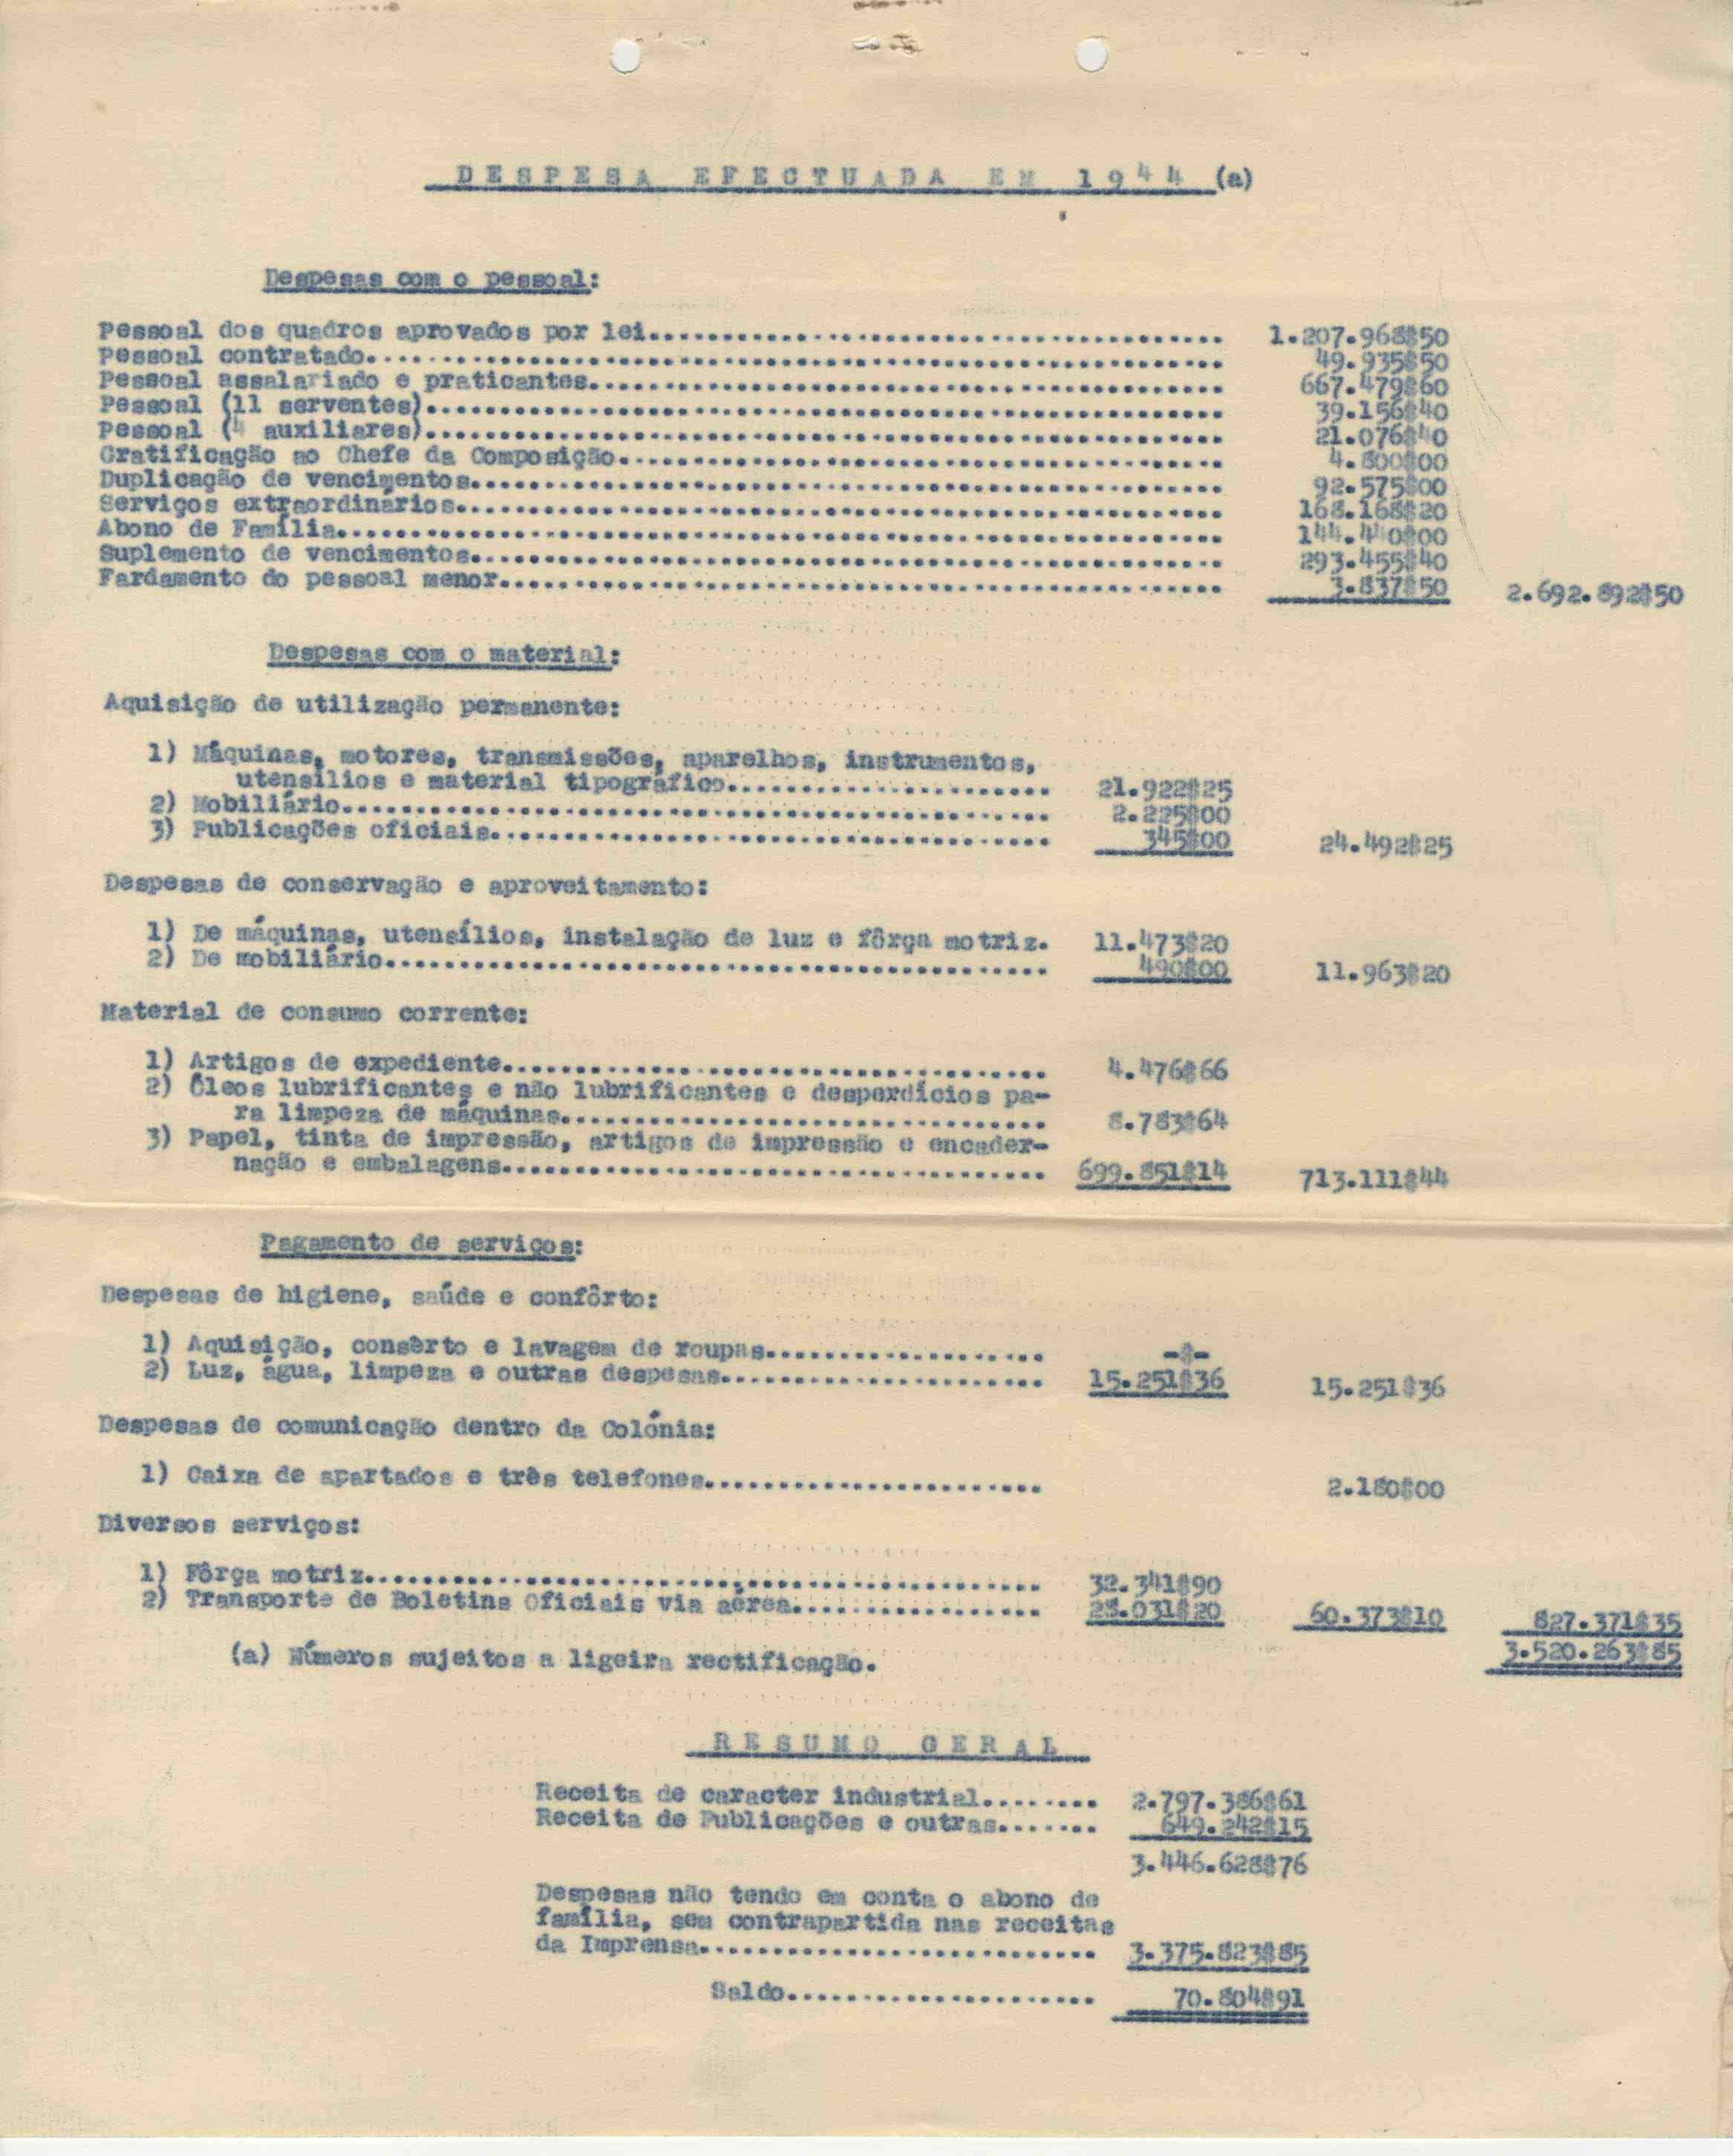 DESPESA EFECTUADA EM 1944 (a)
Despesas com o pessoal:
Pessoal dos quadros aprovados por lei............................................ 1.207.968$50
Pessoal contratado............................................ 49.935$50
Pessoal assalariado e praticantes............................................ 667.479$60
Pessoal (11 serventes)............................................ 39.156$40
Pessoal (4 auxiliares)............................................ 21.076$40
Gratificação ao Chefe da Composição............................................ 4.800$00
Duplicação de vencimentos............................................ 92.575$00
Serviços extraordinários............................................ 168.168$20
Abono de Família............................................ 144.440$00
Suplemento de vencimentos............................................ 293.455$40
Fardamento do pessoal menor............................................ 3.837$50 2.692.892$50
Despesas com o material:
Aquisição de utilização permanente:
1) Máquinas, motores, transmissões, aparelhos, instrumentos,
utensílios e material tipográfico...................... 21.922$25
2) Mobiliário............................................ 2.225$00
3) Publicações oficiais...................................... 345$00 24.492$25
Despesas de conservação e aproveitamento:
1) De máquinas, utensílios, instalação de luz e fôrça motriz. 11.473$20
2) De mobiliário............................................ 490$00 11.963$20
Material de consumo corrente:
1) Artigos de expediente..................................... 4.476$66
2) Óleos lubrificantes e não lubrificantes e desperdícios pa-
ra limpeza de máquinas................................. 8.783$64
3) Papel, tinta de impressão, artigos de impressão e encader-
nação e embalagens..................................... 699.851$14 713.111$44
Pagamento de serviços:
Despesas de higiene, saúde e confôrto:
1) Aquisição, consêrto e lavagem de roupas................... -$-
2) Luz, água, limpeza e outras despesas...................... 15.251$36 15.251$36
Despesas de comunicação dentro da Colónia:
1) Caixa de apartados e três telefones....................... 2.180$00
Diversos serviços:
1) Fôrça motriz.............................................. 32.341$90
2) Transporte de Boletins Oficiais via aérea................. 28.031$20 60.373$10 827.371$35
3.520.263$85
(a) Números sujeitos a ligeira rectificação.
RESUMO GERAL
Receita de caracter industrial........ 2.797.386$61
Receita de Publicações e outras....... 649.242$15
3.446.628$76
Despesas não tendo em conta o abono de
família, sem contrapartida nas receitas
da Imprensa........................... 3.375.823$85
Saldo..................... 70.804$91